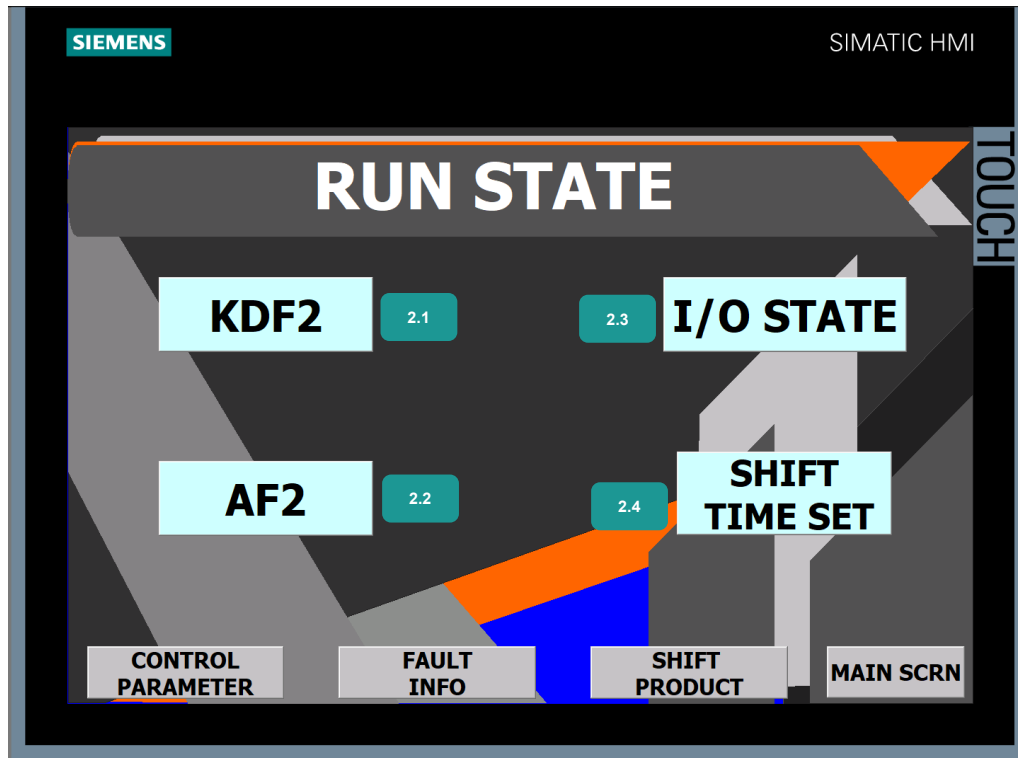 SIEMENS
SIMATIC HMI
TOUCH
RUN STATE
KDF2
2.1
2.3
I/O STATE
AF2
2.2
2.4
SHIFT
TIME SET
CONTROL
PARAMETER
FAULT
INFO
SHIFT
PRODUCT
MAIN SCRN